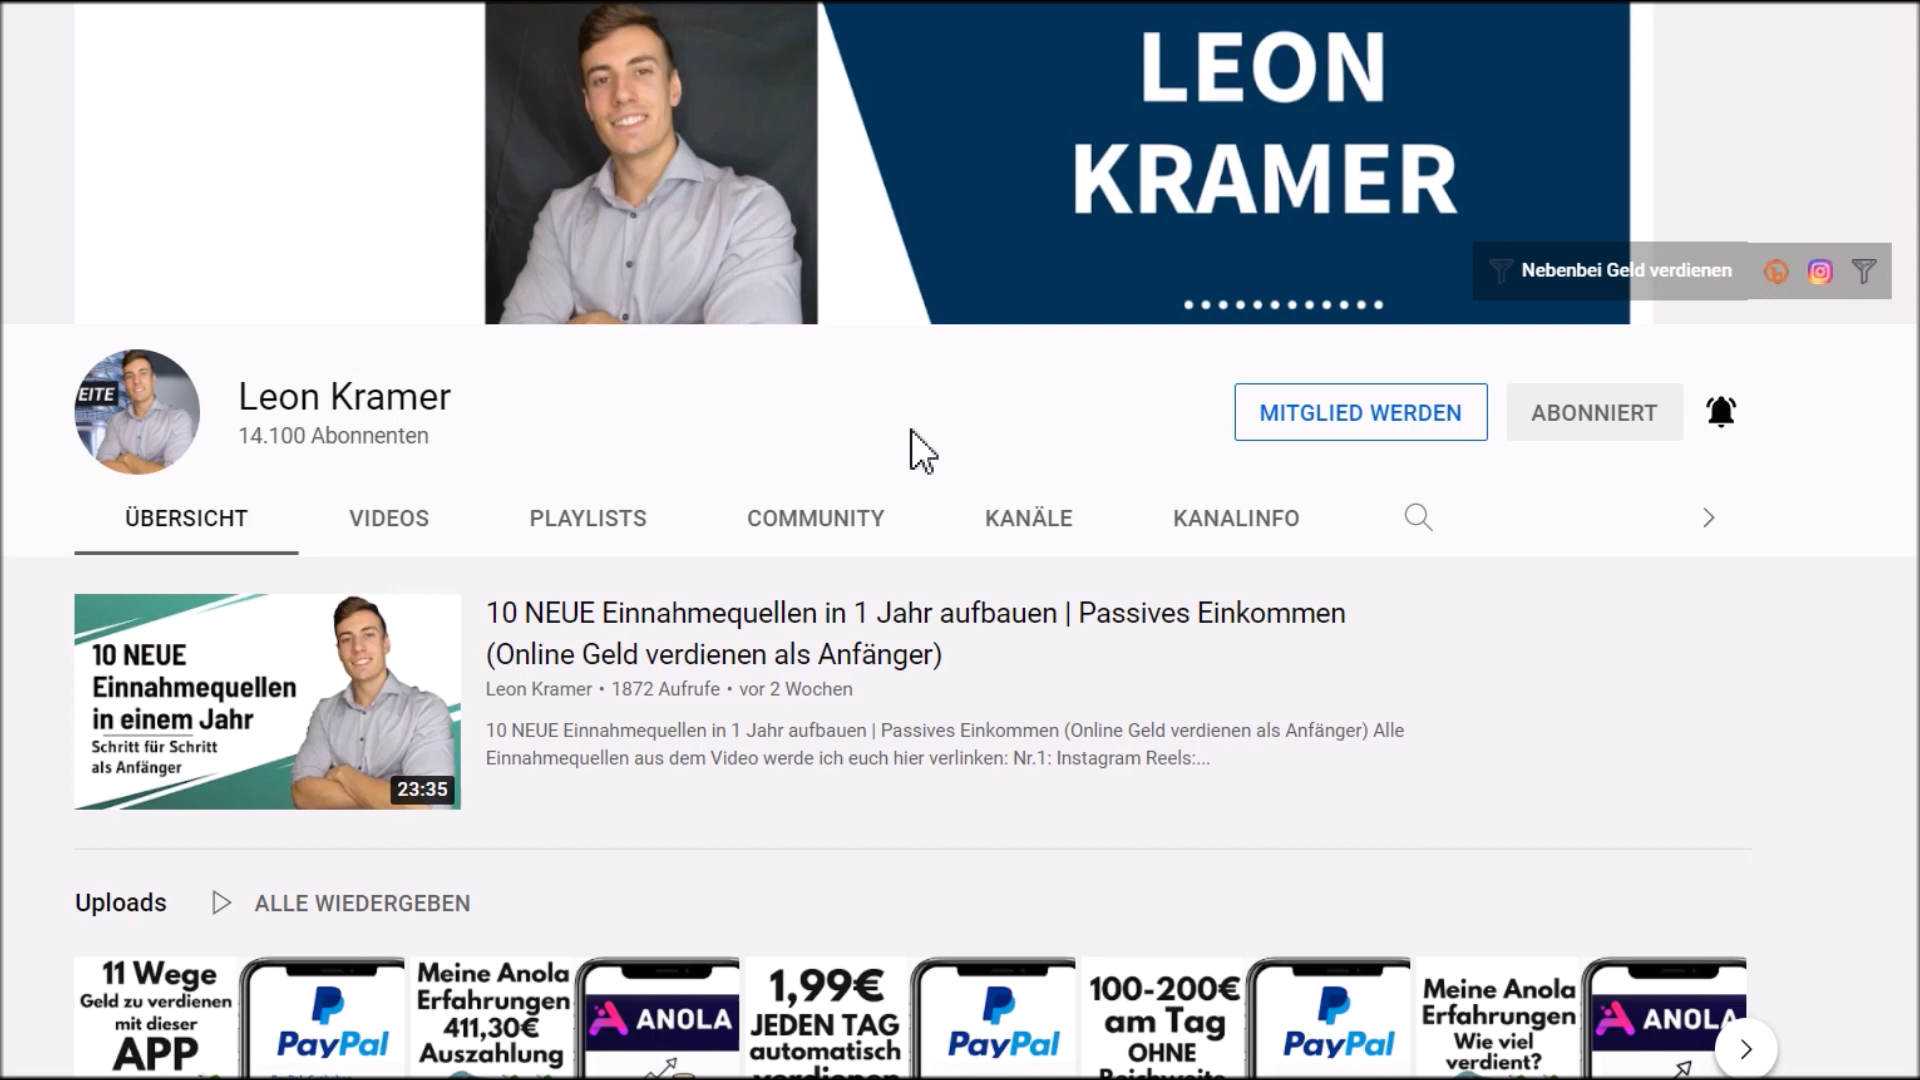 LEON
KRAMER
Nebenbei Geld verdienen
EITE
Leon Kramer
14.100 Abonnenten
MITGLIED WERDEN
ABONNIERT
ÜBERSICHT
VIDEOS
PLAYLISTS
COMMUNITY
KANÄLE
KANALINFO
10 NEUE
Einnahmequellen
in einem Jahr
Schritt für Schritt
als Anfänger
23:35
10 NEUE Einnahmequellen in 1 Jahr aufbauen | Passives Einkommen
(Online Geld verdienen als Anfänger)
Leon Kramer • 1872 Aufrufe • vor 2 Wochen
10 NEUE Einnahmequellen in 1 Jahr aufbauen | Passives Einkommen (Online Geld verdienen als Anfänger) Alle
Einnahmequellen aus dem Video werde ich euch hier verlinken: Nr.1: Instagram Reels:...
Uploads
ALLE WIEDERGEBEN
11 Wege
Geld zu verdienen
mit dieser
APP
PayPal
Meine Anola
Erfahrungen
411,30€
Auszahlung
ANOLA
1,99€
JEDEN TAG
automatisch
verdienen
PayPal
100-200€
am Tag
OHNE
Reichweite
PayPal
Meine Anola
Erfahrungen
Wie viel
verdient?
ANOLA